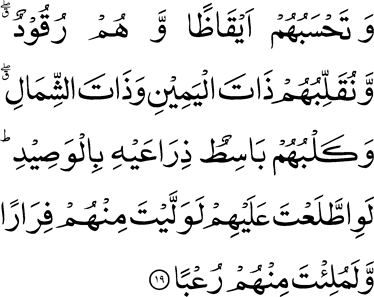 وَ تَحْسَبُهُمْ اَيْقَاظًا وَّ هُمْ رُقُوْدٌ ۖۗ
وَّ نُقَلِّبُهُمْ ذَاتَ الْيَمِيْنِ وَ ذَاتَ الشِّمَالِ ۖۗ
وَ كَلْبُهُمْ بَاسِطٌ ذِرَاعَيْهِ بِالْوَصِيْدِ ؕ
لَوِ اطَّلَعْتَ عَلَيْهِمْ لَوَلَّيْتَ مِنْهُمْ فِرَارًا
وَّ لَمُلِئْتَ مِنْهُمْ رُعْبًا ۝۱۹